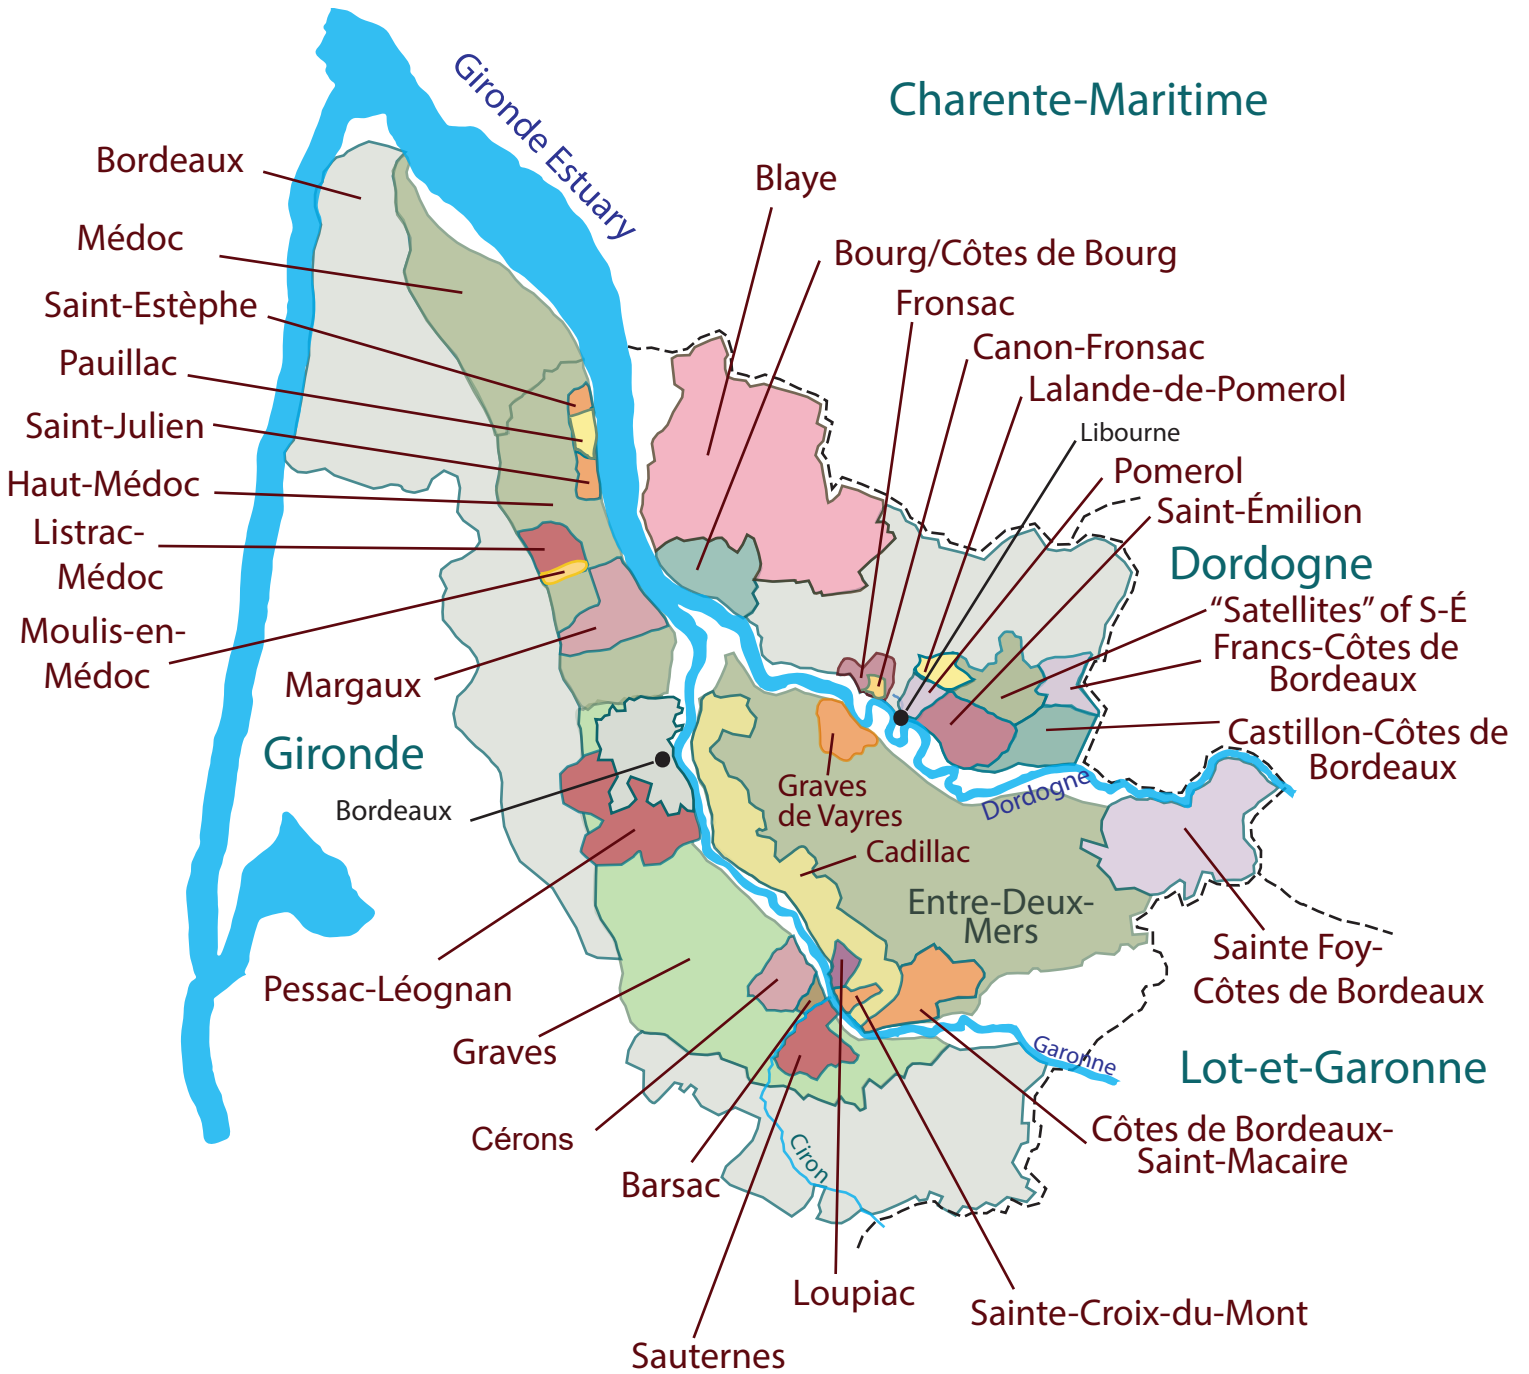 Gironde Estuary
Charente-Maritime
Bordeaux
Blaye
Médoc
Bourg/Côtes de Bourg
Saint-Estèphe
Fronsac
Pauillac
Canon-Fronsac
Lalande-de-Pomerol
Saint-Julien
Libourne
Haut-Médoc
Pomerol
Saint-Émilion
Listrac-
Médoc
Dordogne
“Satellites” of S-É
Moulis-en-
Médoc
Francs-Côtes de
Bordeaux
Margaux
Castillon-Côtes de
Bordeaux
Gironde
Graves
de Vayres
Dordogne
Bordeaux
Cadillac
Entre-Deux-
Mers
Sainte Foy-
Côtes de Bordeaux
Pessac-Léognan
Graves
Garonne
Lot-et-Garonne
Cérons
Côtes de Bordeaux-
Saint-Macaire
Ciron
Barsac
Loupiac
Sainte-Croix-du-Mont
Sauternes